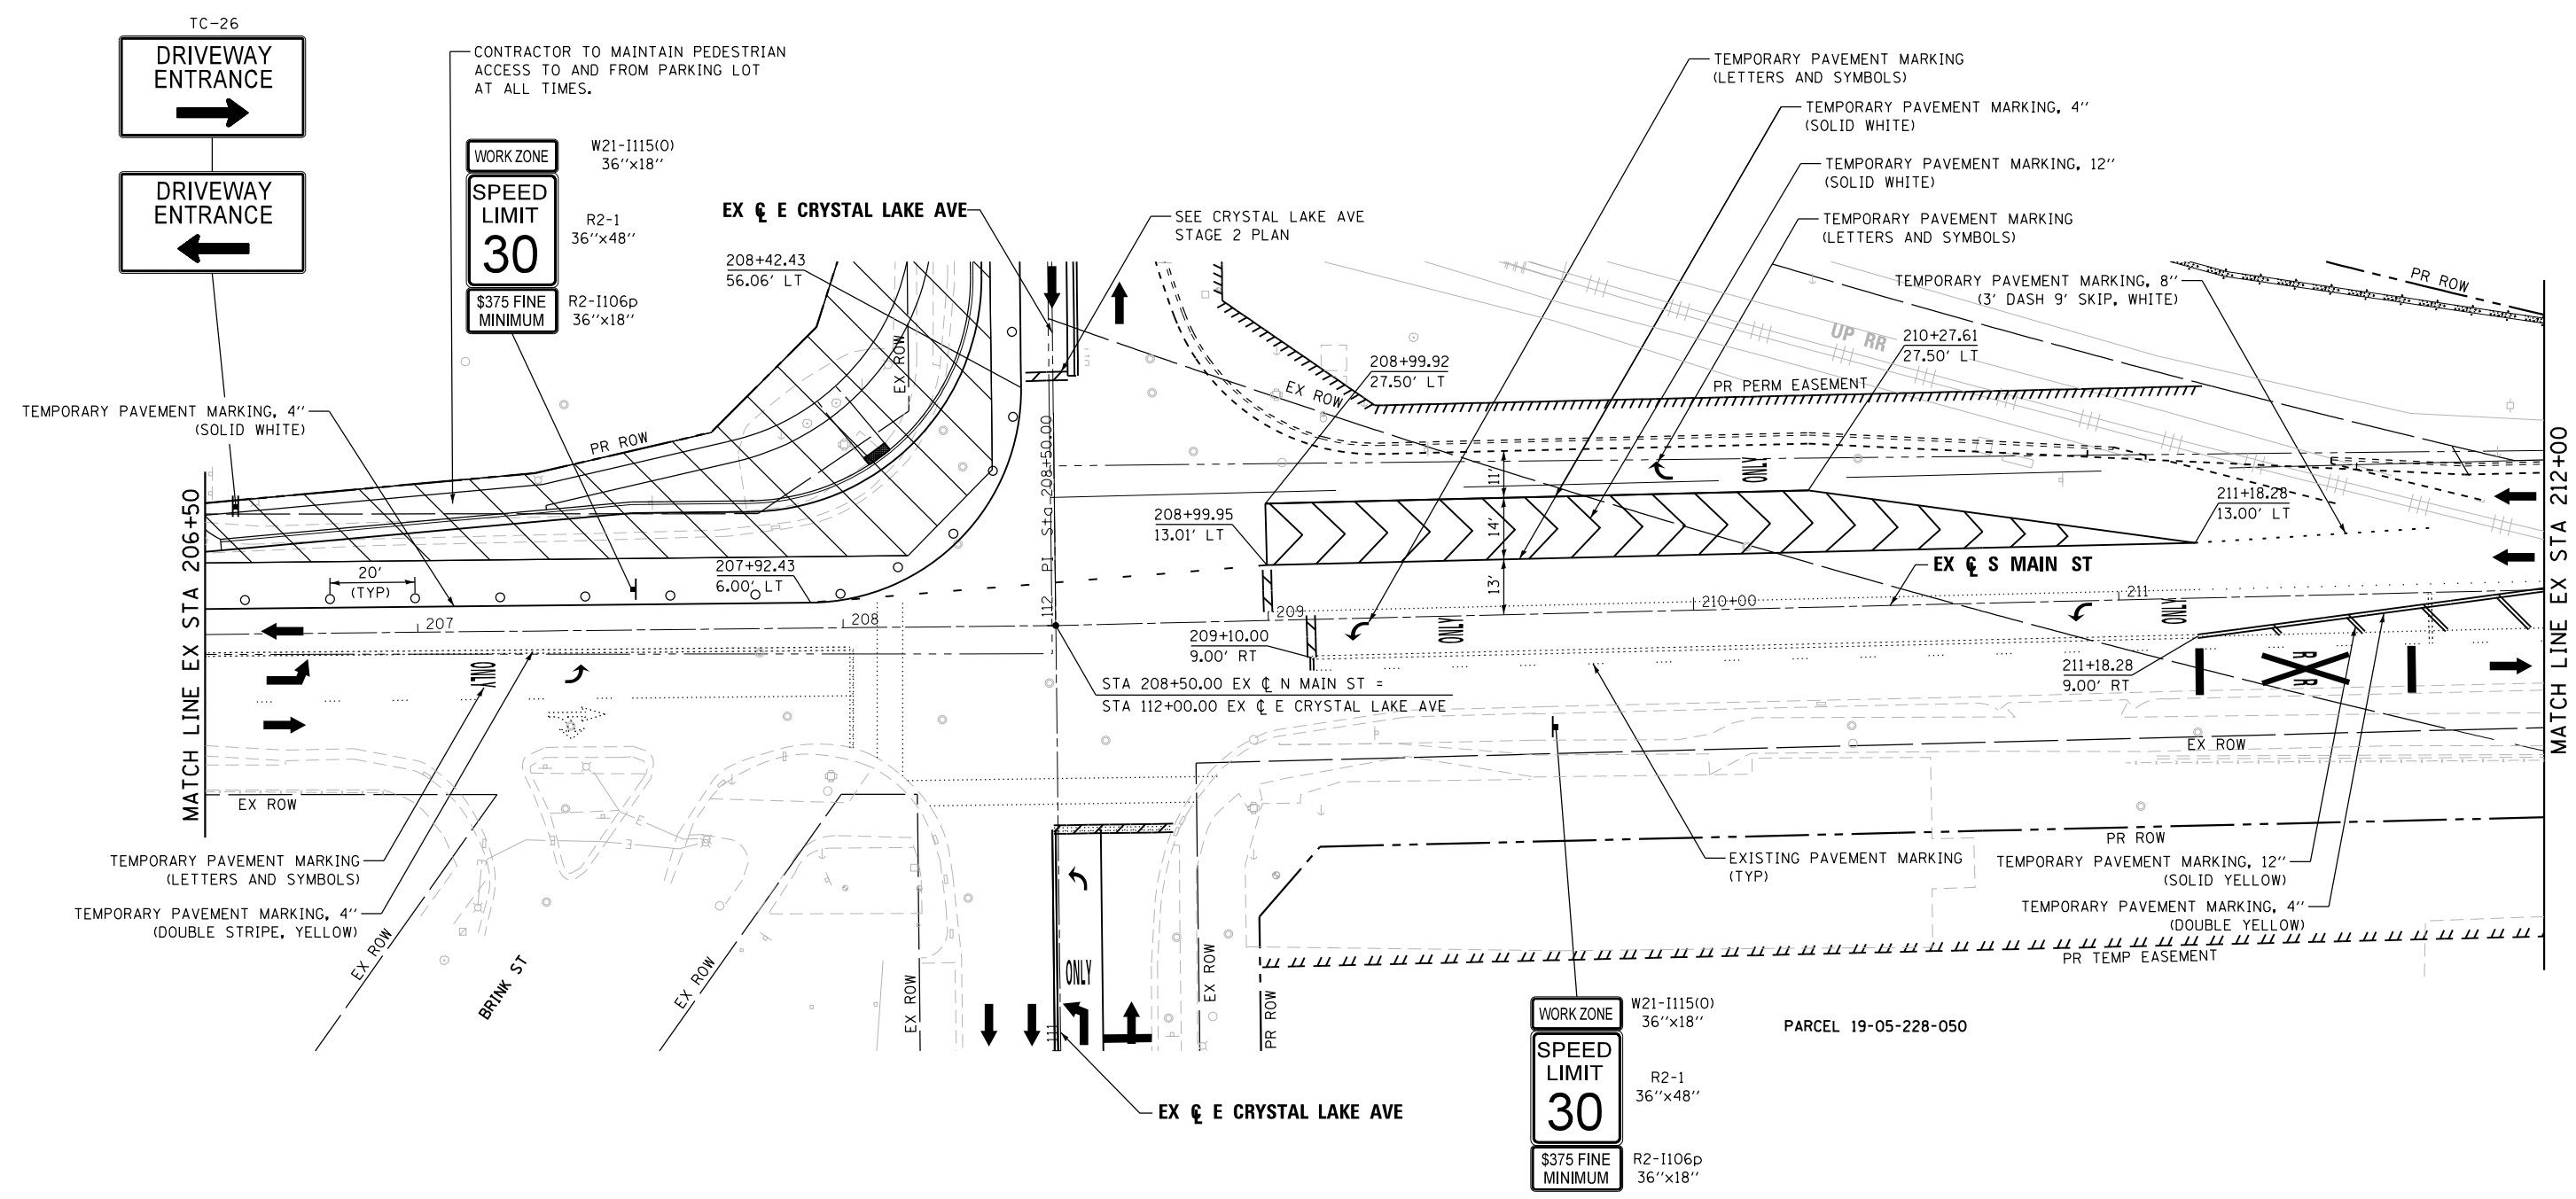 TC-26
DRIVEWAY
ENTRANCE
DRIVEWAY
ENTRANCE
CONTRACTOR TO MAINTAIN PEDESTRIAN
ACCESS TO AND FROM PARKING LOT
AT ALL TIMES.
WORK ZONE
W21-I115(O)
36''x18''
SPEED
LIMIT
30
R2-1
36''x48''
$375 FINE
MINIMUM
R2-I106p
36''x18''
EX ℄ E CRYSTAL LAKE AVE
208+42.43
56.06' LT
SEE CRYSTAL LAKE AVE
STAGE 2 PLAN
TEMPORARY PAVEMENT MARKING
(LETTERS AND SYMBOLS)
TEMPORARY PAVEMENT MARKING, 4''
(SOLID WHITE)
TEMPORARY PAVEMENT MARKING, 12''
(SOLID WHITE)
TEMPORARY PAVEMENT MARKING
(LETTERS AND SYMBOLS)
TEMPORARY PAVEMENT MARKING, 8''
(3' DASH 9' SKIP, WHITE)
PR ROW
UP RR
210+27.61
27.50' LT
208+99.92
27.50' LT
EX ROW
PR PERM EASEMENT
EX ROW
PR ROW
TEMPORARY PAVEMENT MARKING, 4''
(SOLID WHITE)
MATCH LINE EX STA 206+50
20'
(TYP)
207+92.43
6.00' LT
112 PI Sta 208+50.00
208+99.95
13.01' LT
11'
14'
13'
ONLY
211+18.28
13.00' LT
EX ℄ S MAIN ST
MATCH LINE EX STA 212+00
207
208
209
210+00
211
209+10.00
9.00' RT
ONLY
ONLY
ONLY
211+18.28
9.00' RT
R R
STA 208+50.00 EX ℄ N MAIN ST =
STA 112+00.00 EX ℄ E CRYSTAL LAKE AVE
EX ROW
EX ROW
PR ROW
TEMPORARY PAVEMENT MARKING
(LETTERS AND SYMBOLS)
TEMPORARY PAVEMENT MARKING, 4''
(DOUBLE STRIPE, YELLOW)
EXISTING PAVEMENT MARKING
(TYP)
TEMPORARY PAVEMENT MARKING, 12''
(SOLID YELLOW)
TEMPORARY PAVEMENT MARKING, 4''
(DOUBLE YELLOW)
PR TEMP EASEMENT
EX ROW
BRINK ST
EX ROW
EX ROW
ONLY
111
EX ROW
PR ROW
EX ℄ E CRYSTAL LAKE AVE
WORK ZONE
W21-I115(O)
36''x18''
SPEED
LIMIT
30
R2-1
36''x48''
$375 FINE
MINIMUM
R2-I106p
36''x18''
PARCEL 19-05-228-050